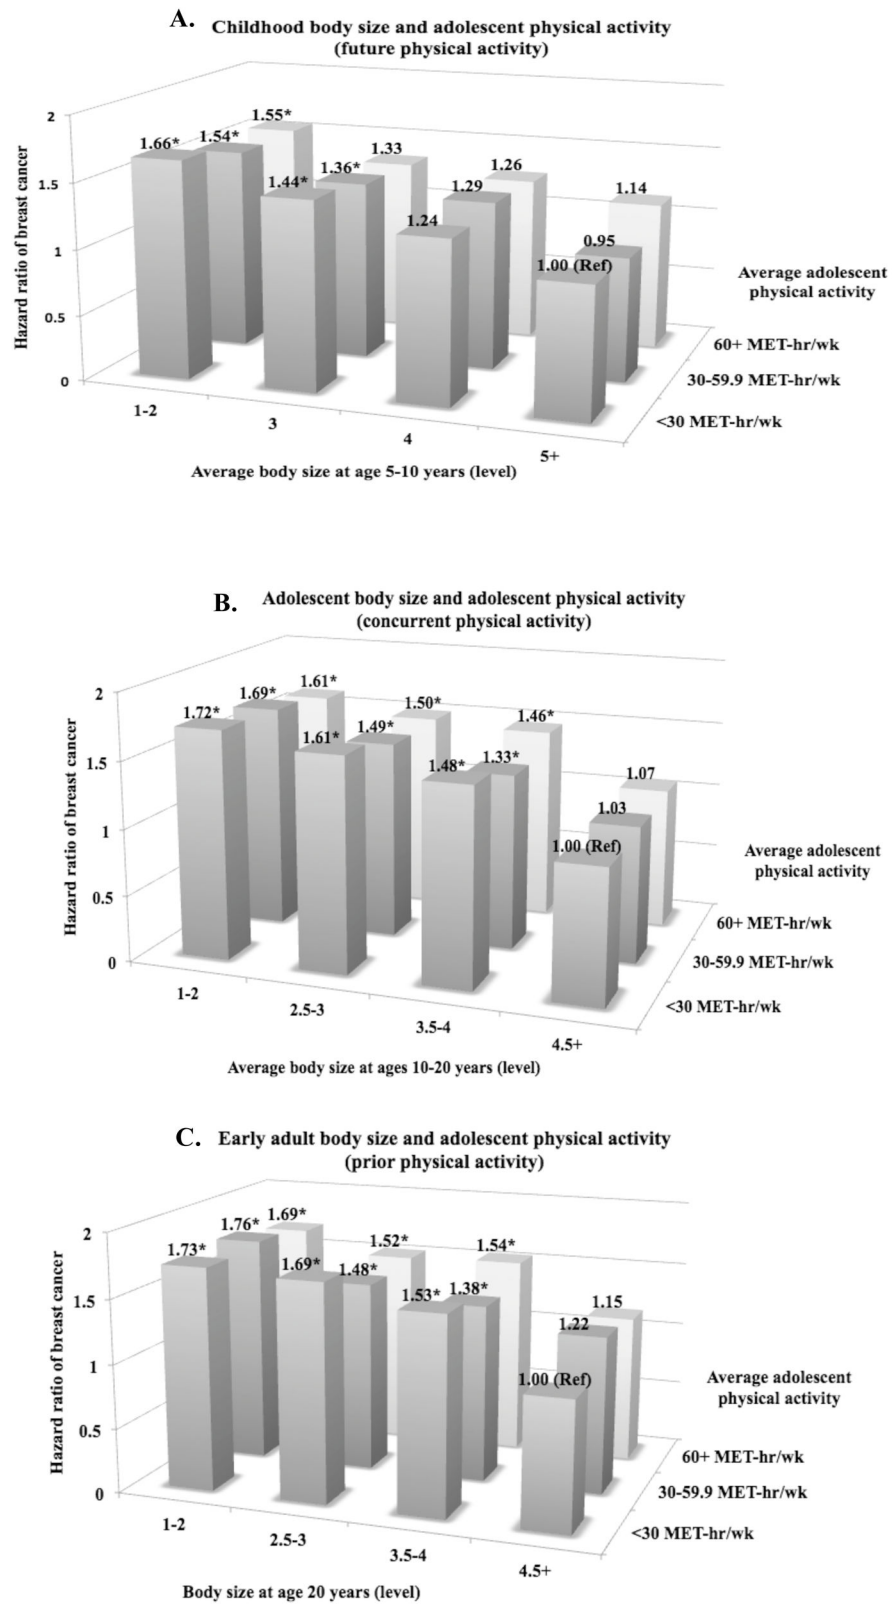 A. Childhood body size and adolescent physical activity
(future physical activity)
Hazard ratio of breast cancer
2
1.5
1
0.5
0
1.66*
1.54*
1.55*
1.44*
1.36*
1.33
1.24
1.29
1.26
1.00 (Ref)
0.95
1.14
Average adolescent
physical activity
60+ MET-hr/wk
30-59.9 MET-hr/wk
<30 MET-hr/wk
1-2
3
4
5+
Average body size at age 5-10 years (level)
B. Adolescent body size and adolescent physical activity
(concurrent physical activity)
Hazard ratio of breast cancer
2
1.5
1
0.5
0
1.72*
1.69*
1.61*
1.61*
1.49*
1.50*
1.48*
1.33*
1.46*
1.00 (Ref)
1.03
1.07
Average adolescent
physical activity
60+ MET-hr/wk
30-59.9 MET-hr/wk
<30 MET-hr/wk
1-2
2.5-3
3.5-4
4.5+
Average body size at ages 10-20 years (level)
C. Early adult body size and adolescent physical activity
(prior physical activity)
Hazard ratio of breast cancer
2
1.5
1
0.5
0
1.73*
1.76*
1.69*
1.69*
1.48*
1.52*
1.53*
1.38*
1.54*
1.00 (Ref)
1.22
1.15
Average adolescent
physical activity
60+ MET-hr/wk
30-59.9 MET-hr/wk
<30 MET-hr/wk
1-2
2.5-3
3.5-4
4.5+
Body size at age 20 years (level)